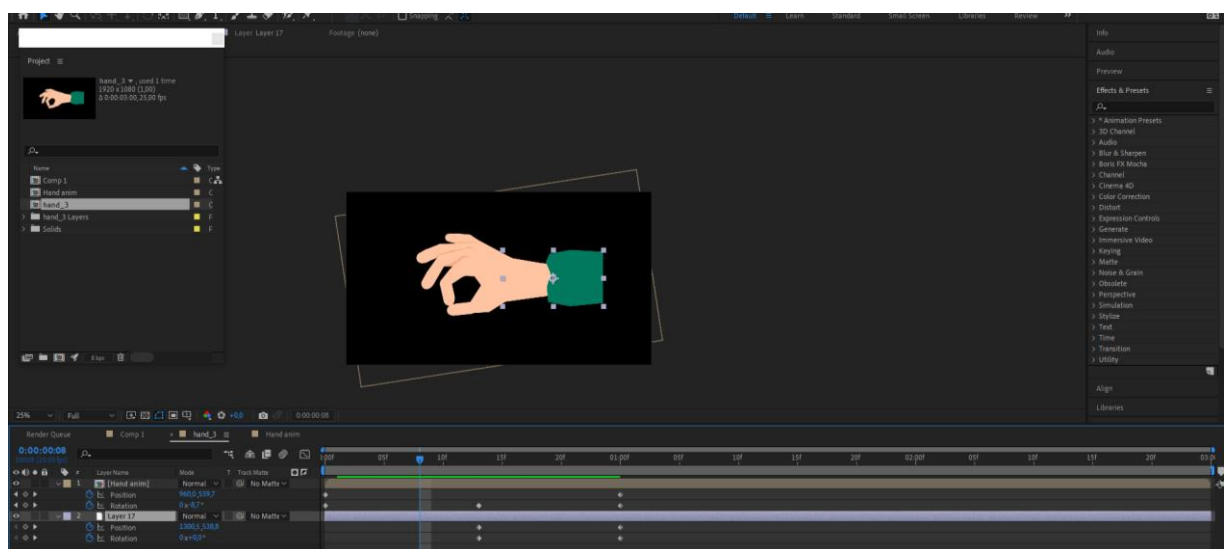 Snapping
Default
Learn
Standard
Small Screen
Libraries
Review
Layer Layer 17
Footage (none)
Project
hand_3 ▾, used 1 time
1920 x 1080 (1,00)
Δ 0:00:03:00, 25,00 fps
Name
Type
Comp 1
C
Hand anim
C
hand_3
C
hand_3 Layers
F
Solids
F
8 bpc
Info
Audio
Preview
Effects & Presets
> * Animation Presets
> 3D Channel
> Audio
> Blur & Sharpen
> Boris FX Mocha
> Channel
> Cinema 4D
> Color Correction
> Distort
> Expression Controls
> Generate
> Immersive Video
> Keying
> Matte
> Noise & Grain
> Obsolete
> Perspective
> Simulation
> Stylize
> Text
> Time
> Transition
> Utility
Align
Libraries
25%
Full
+0,0
0:00:00:08
Render Queue
Comp 1
× hand_3
Hand anim
0:00:00:08
05f
10f
15f
20f
01:00f
05f
10f
15f
20f
02:00f
05f
10f
15f
20f
#
Layer Name
Mode
T
Track Matte
1
[Hand anim]
Normal
No Matte
Position
960,0,539,7
Rotation
0x-8,7°
2
Layer 17
Normal
No Matte
Position
1300,5,538,8
Rotation
0x+0,0°